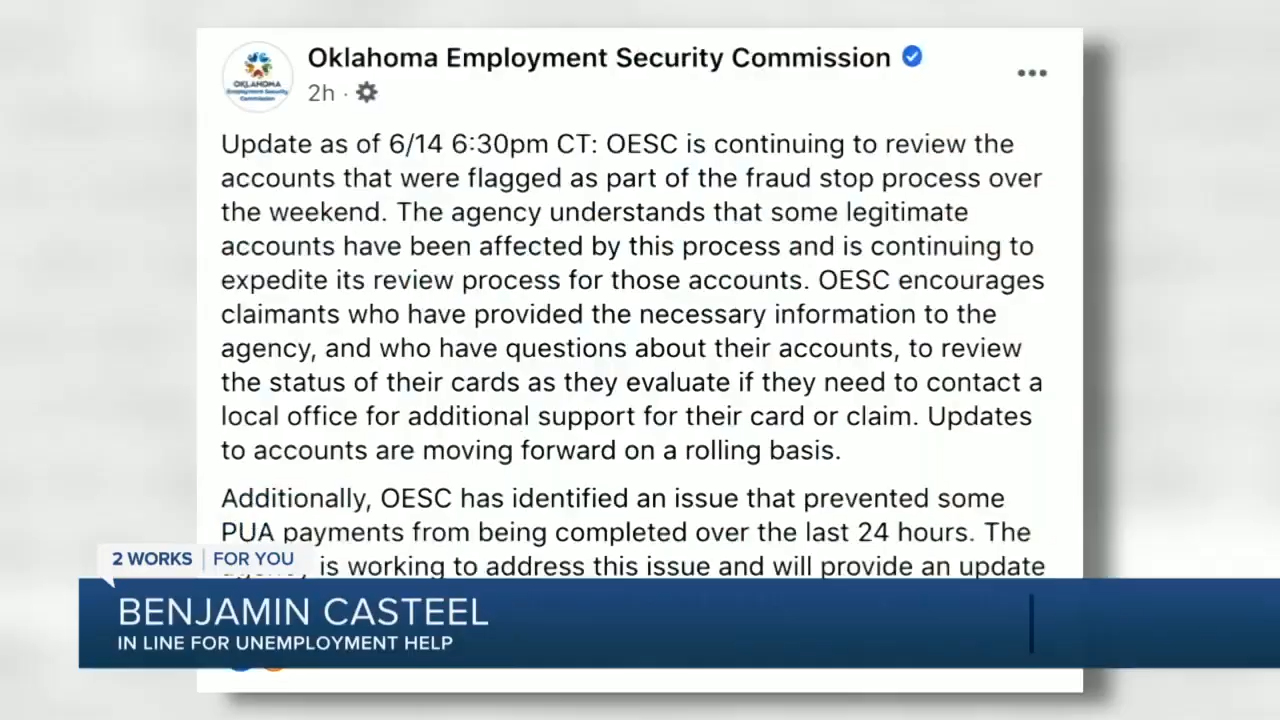 OKLAHOMA
Employment Security
Commission
Oklahoma Employment Security Commission
2h ·
Update as of 6/14 6:30pm CT: OESC is continuing to review the
accounts that were flagged as part of the fraud stop process over
the weekend. The agency understands that some legitimate
accounts have been affected by this process and is continuing to
expedite its review process for those accounts. OESC encourages
claimants who have provided the necessary information to the
agency, and who have questions about their accounts, to review
the status of their cards as they evaluate if they need to contact a
local office for additional support for their card or claim. Updates
to accounts are moving forward on a rolling basis.
Additionally, OESC has identified an issue that prevented some
PUA payments from being completed over the last 24 hours. The
is working to address this issue and will provide an update
2 WORKS | FOR YOU
BENJAMIN CASTEEL
IN LINE FOR UNEMPLOYMENT HELP